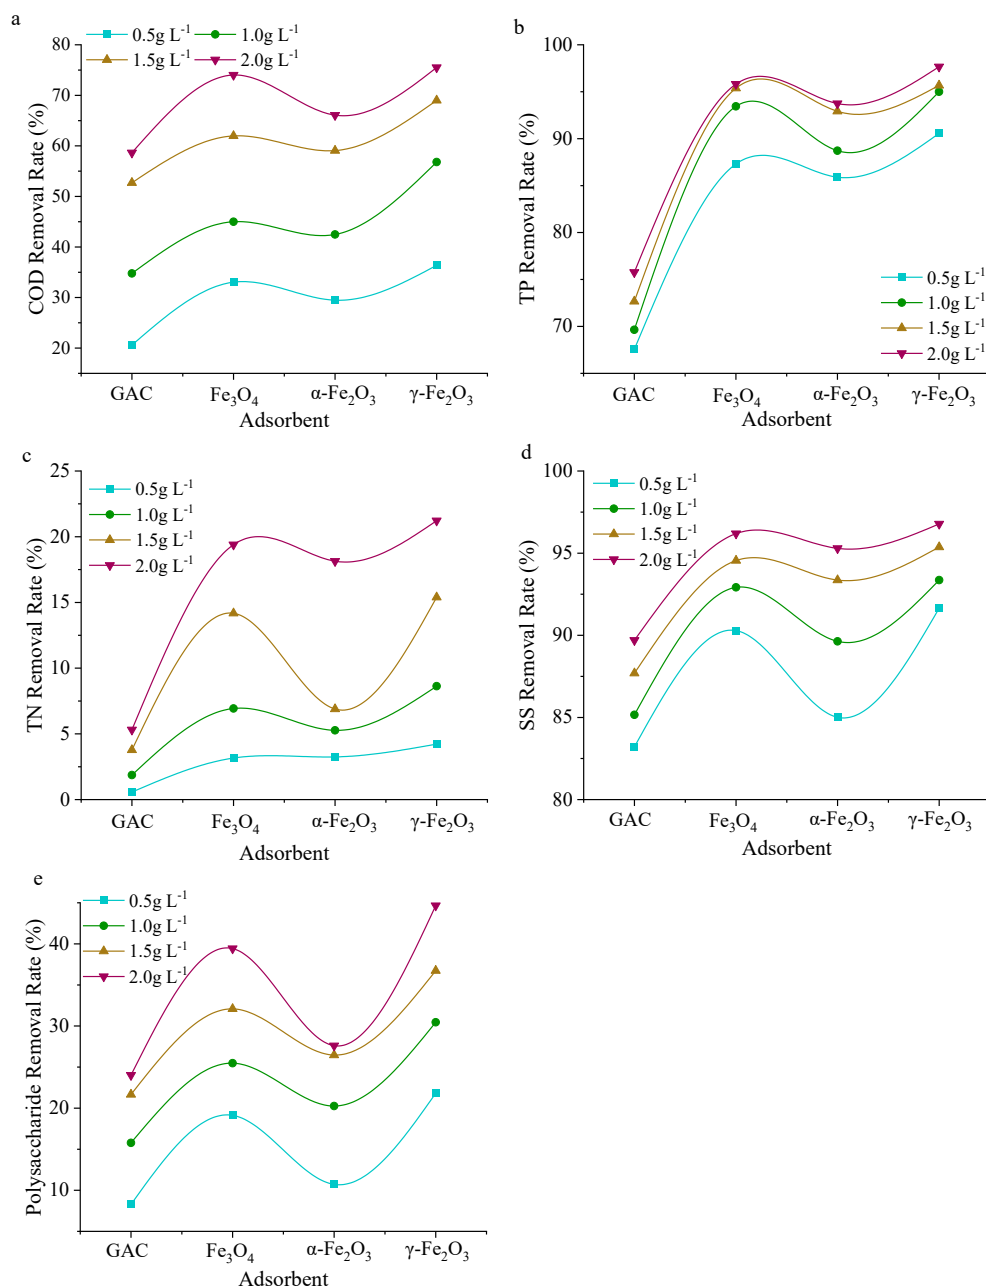 a
0.5g L⁻¹ 1.0g L⁻¹
1.5g L⁻¹ 2.0g L⁻¹
80
70
60
50
40
30
20
COD Removal Rate (%)
GAC Fe₃O₄ α-Fe₂O₃ γ-Fe₂O₃
Adsorbent
b
100
90
80
70
TP Removal Rate (%)
0.5g L⁻¹
1.0g L⁻¹
1.5g L⁻¹
2.0g L⁻¹
GAC Fe₃O₄ α-Fe₂O₃ γ-Fe₂O₃
Adsorbent
c
25
20
15
10
5
0
TN Removal Rate (%)
0.5g L⁻¹
1.0g L⁻¹
1.5g L⁻¹
2.0g L⁻¹
GAC Fe₃O₄ α-Fe₂O₃ γ-Fe₂O₃
Adsorbent
d
100
95
90
85
80
SS Removal Rate (%)
0.5g L⁻¹
1.0g L⁻¹
1.5g L⁻¹
2.0g L⁻¹
GAC Fe₃O₄ α-Fe₂O₃ γ-Fe₂O₃
Adsorbent
e
40
30
20
10
Polysaccharide Removal Rate (%)
0.5g L⁻¹
1.0g L⁻¹
1.5g L⁻¹
2.0g L⁻¹
GAC Fe₃O₄ α-Fe₂O₃ γ-Fe₂O₃
Adsorbent